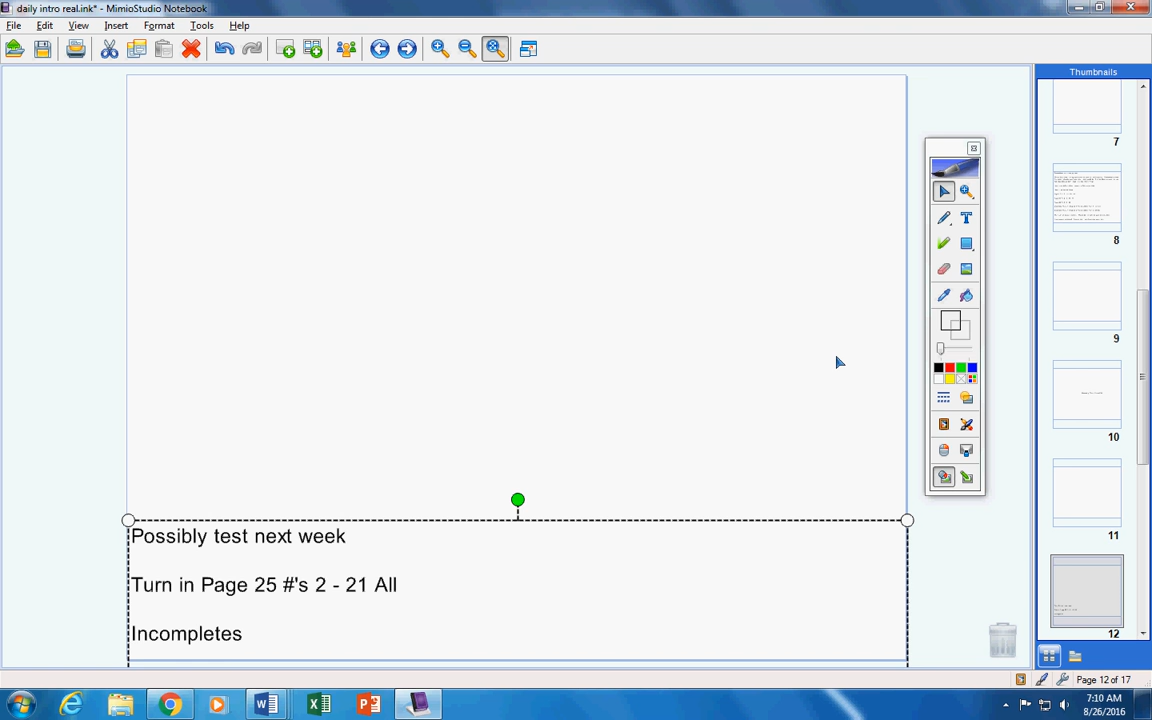 daily intro real.ink* - MimioStudio Notebook
File Edit View Insert Format Tools Help
Thumbnails
7
8
9
10
11
12
Possibly test next week
Turn in Page 25 #'s 2 - 21 All
Incompletes
Page 12 of 17
7:10 AM
8/26/2016